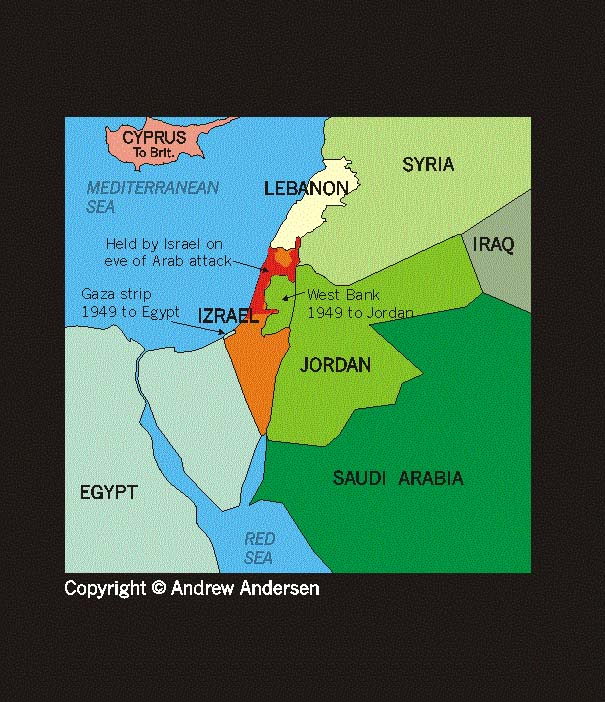 CYPRUS
To Brit.
SYRIA
MEDITERRANEAN
SEA
LEBANON
Held by Israel on
eve of Arab attack
IRAQ
Gaza strip
1949 to Egypt
IZRAEL
West Bank
1949 to Jordan
JORDAN
EGYPT
SAUDI ARABIA
RED
SEA
Copyright © Andrew Andersen